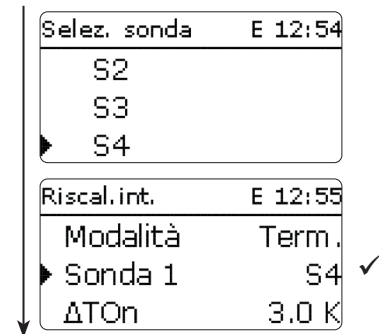 Selez. sonda E 12:54
S2
S3
S4
Riscal.int. E 12:55
Modalità Term.
Sonda 1 S4
ΔTOn 3.0 K